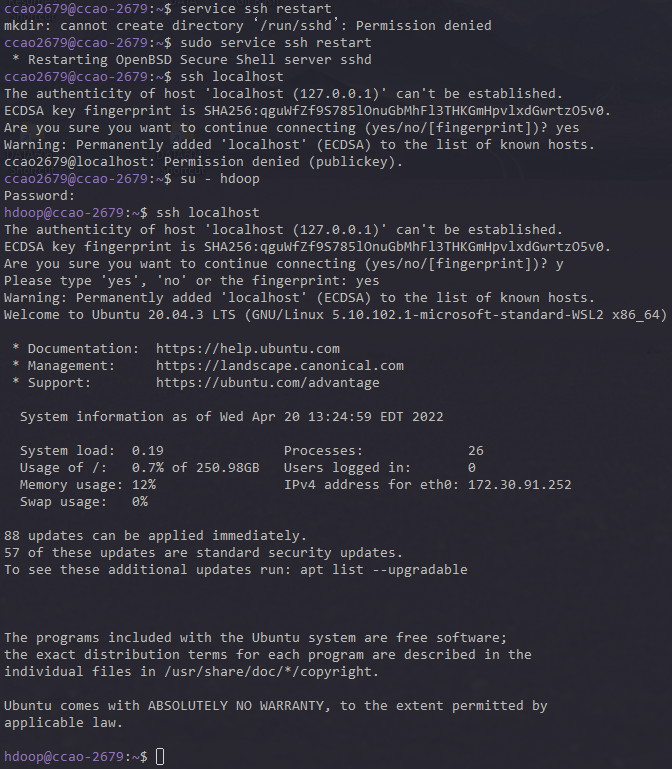 ccao2679@ccao-2679:~$ service ssh restart
mkdir: cannot create directory ‘/run/sshd’: Permission denied
ccao2679@ccao-2679:~$ sudo service ssh restart
 * Restarting OpenBSD Secure Shell server sshd
ccao2679@ccao-2679:~$ ssh localhost
The authenticity of host 'localhost (127.0.0.1)' can't be established.
ECDSA key fingerprint is SHA256:qguWfZf9S785lOnuGbMhFl3THKGmHpvlxdGwrtzO5v0.
Are you sure you want to continue connecting (yes/no/[fingerprint])? yes
Warning: Permanently added 'localhost' (ECDSA) to the list of known hosts.
ccao2679@localhost: Permission denied (publickey).
ccao2679@ccao-2679:~$ su - hdoop
Password:
hdoop@ccao-2679:~$ ssh localhost
The authenticity of host 'localhost (127.0.0.1)' can't be established.
ECDSA key fingerprint is SHA256:qguWfZf9S785lOnuGbMhFl3THKGmHpvlxdGwrtzO5v0.
Are you sure you want to continue connecting (yes/no/[fingerprint])? y
Please type 'yes', 'no' or the fingerprint: yes
Warning: Permanently added 'localhost' (ECDSA) to the list of known hosts.
Welcome to Ubuntu 20.04.3 LTS (GNU/Linux 5.10.102.1-microsoft-standard-WSL2 x86_64)
 * Documentation:  https://help.ubuntu.com
 * Management:     https://landscape.canonical.com
 * Support:        https://ubuntu.com/advantage
  System information as of Wed Apr 20 13:24:59 EDT 2022
  System load:  0.19               Processes:             26
  Usage of /:   0.7% of 250.98GB   Users logged in:       0
  Memory usage: 12%                IPv4 address for eth0: 172.30.91.252
  Swap usage:   0%
88 updates can be applied immediately.
57 of these updates are standard security updates.
To see these additional updates run: apt list --upgradable
The programs included with the Ubuntu system are free software;
the exact distribution terms for each program are described in the
individual files in /usr/share/doc/*/copyright.
Ubuntu comes with ABSOLUTELY NO WARRANTY, to the extent permitted by
applicable law.
hdoop@ccao-2679:~$